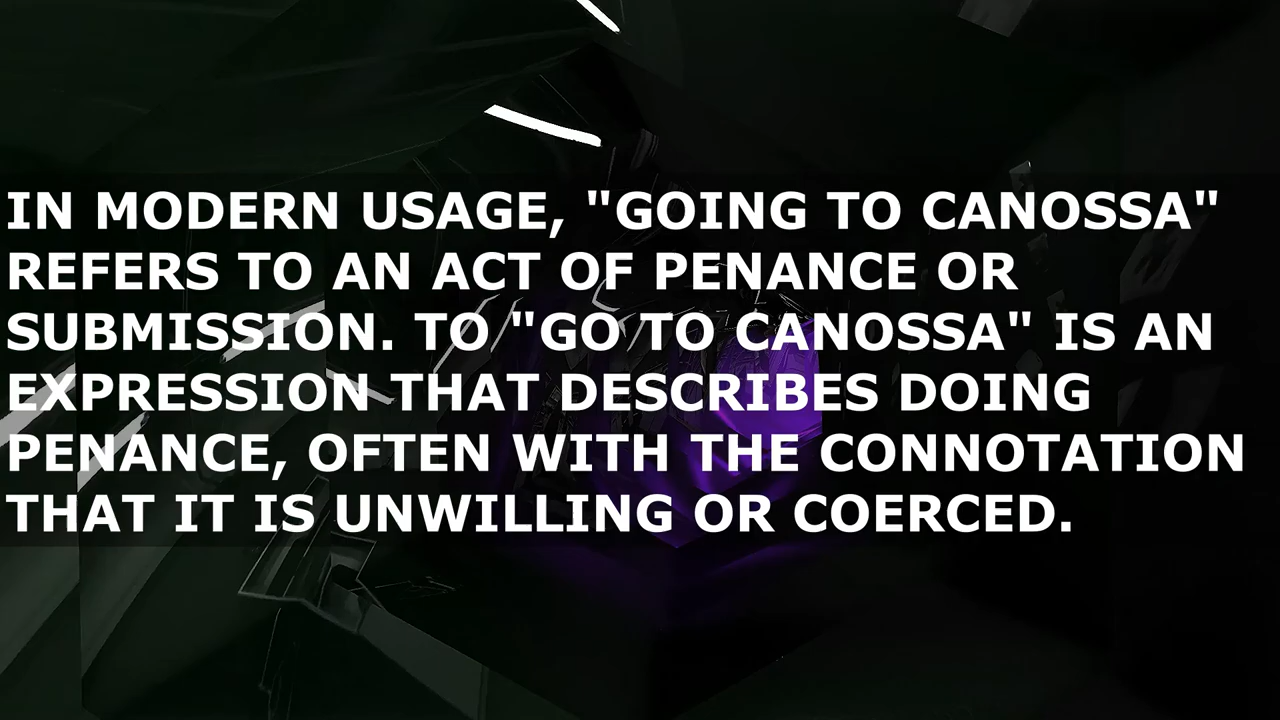 IN MODERN USAGE, "GOING TO CANOSSA"
REFERS TO AN ACT OF PENANCE OR
SUBMISSION. TO "GO TO CANOSSA" IS AN
EXPRESSION THAT DESCRIBES DOING
PENANCE, OFTEN WITH THE CONNOTATION
THAT IT IS UNWILLING OR COERCED.